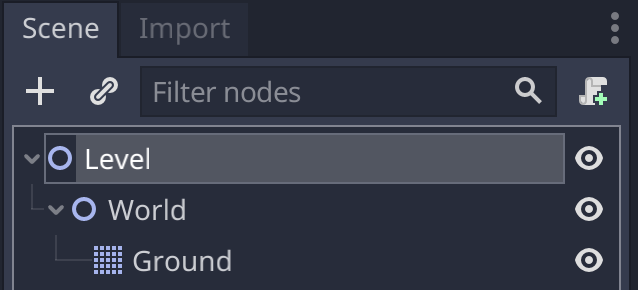 Scene Import
Filter nodes
Level
World
Ground